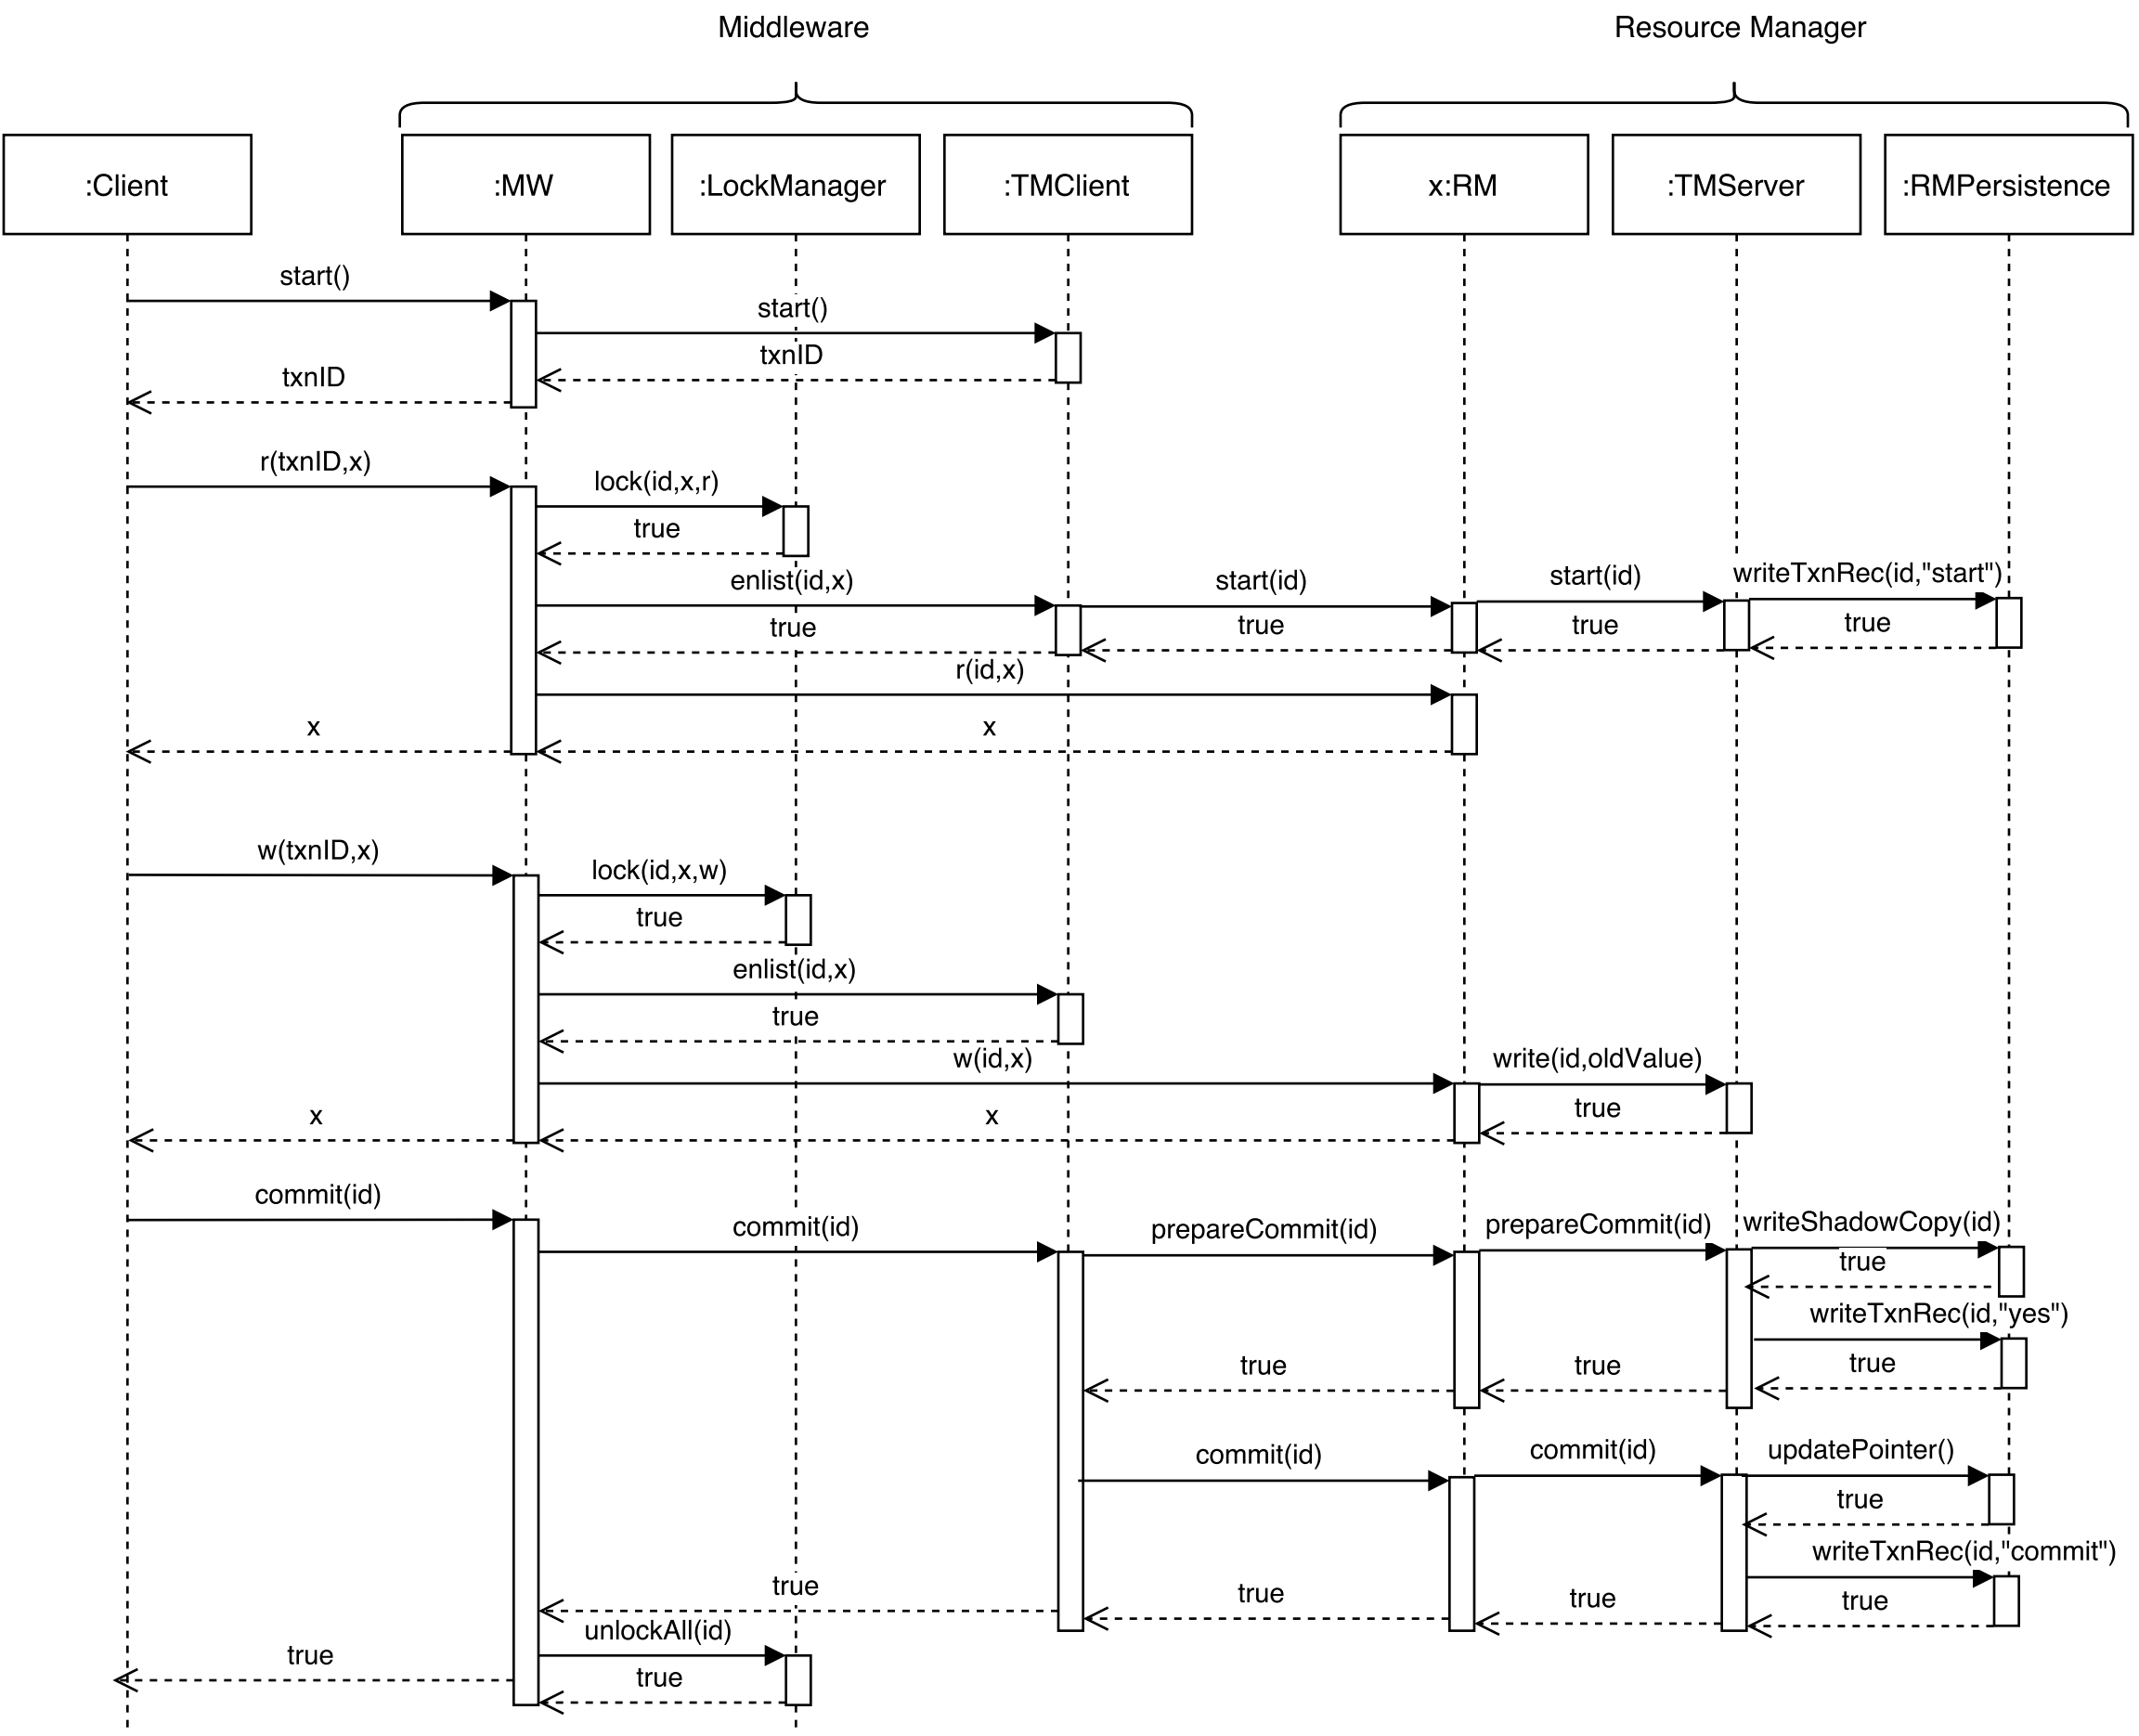 Middleware
Resource Manager
:Client
:MW
:LockManager
:TMClient
x:RM
:TMServer
:RMPersistence
start()
start()
txnID
txnID
r(txnID,x)
lock(id,x,r)
true
enlist(id,x)
start(id)
start(id)
writeTxnRec(id,"start")
true
true
true
true
r(id,x)
x
x
w(txnID,x)
lock(id,x,w)
true
enlist(id,x)
true
w(id,x)
write(id,oldValue)
true
x
x
commit(id)
commit(id)
prepareCommit(id)
prepareCommit(id)
writeShadowCopy(id)
true
writeTxnRec(id,"yes")
true
true
true
commit(id)
commit(id)
updatePointer()
true
writeTxnRec(id,"commit")
true
true
true
true
unlockAll(id)
true
true